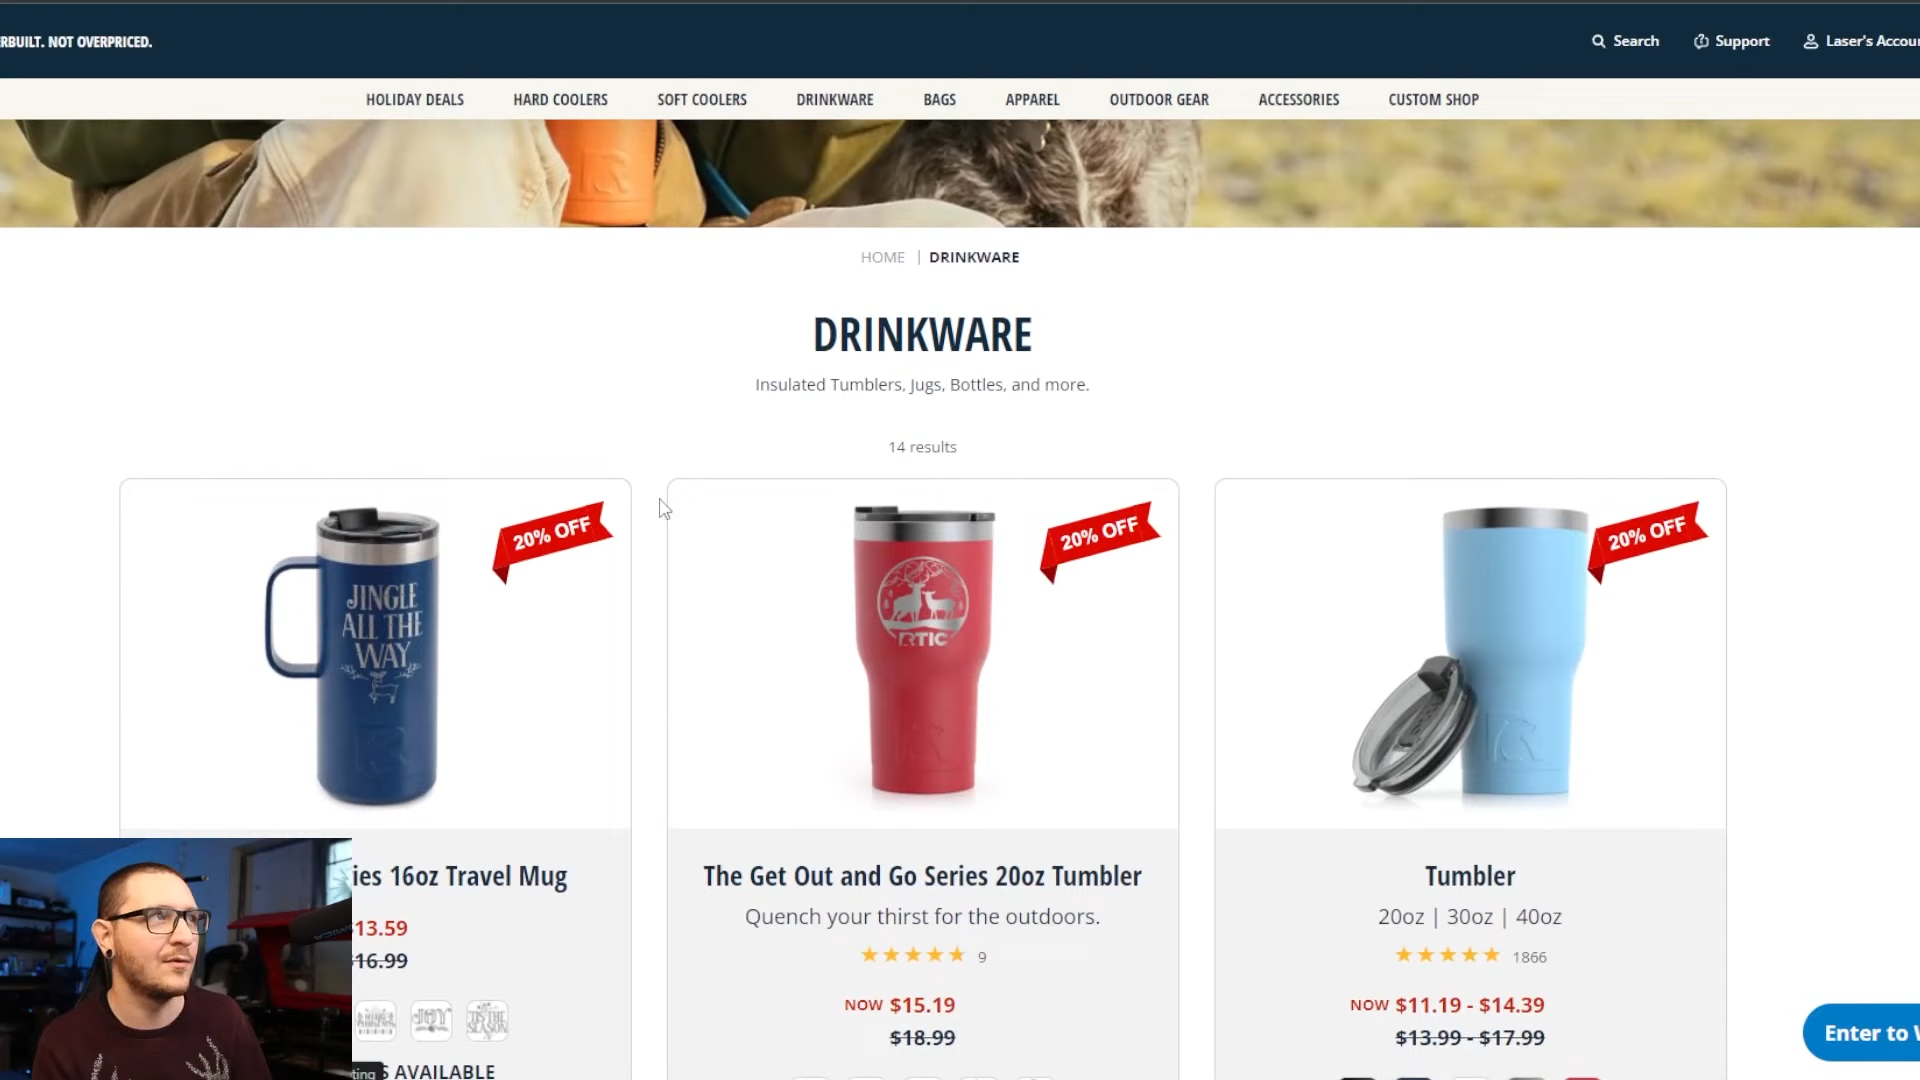 RBUILT. NOT OVERPRICED.
Search
Support
Laser's Accou
HOLIDAY DEALS
HARD COOLERS
SOFT COOLERS
DRINKWARE
BAGS
APPAREL
OUTDOOR GEAR
ACCESSORIES
CUSTOM SHOP
HOME | DRINKWARE
DRINKWARE
Insulated Tumblers, Jugs, Bottles, and more.
14 results
20% OFF
JINGLE
ALL THE
WAY
20% OFF
RTIC
20% OFF
ies 16oz Travel Mug
13.59
16.99
JOY
'TIS THE
SEASON
ting
S AVAILABLE
The Get Out and Go Series 20oz Tumbler
Quench your thirst for the outdoors.
9
NOW $15.19
$18.99
Tumbler
20oz | 30oz | 40oz
1866
NOW $11.19 - $14.39
$13.99 - $17.99
Enter to